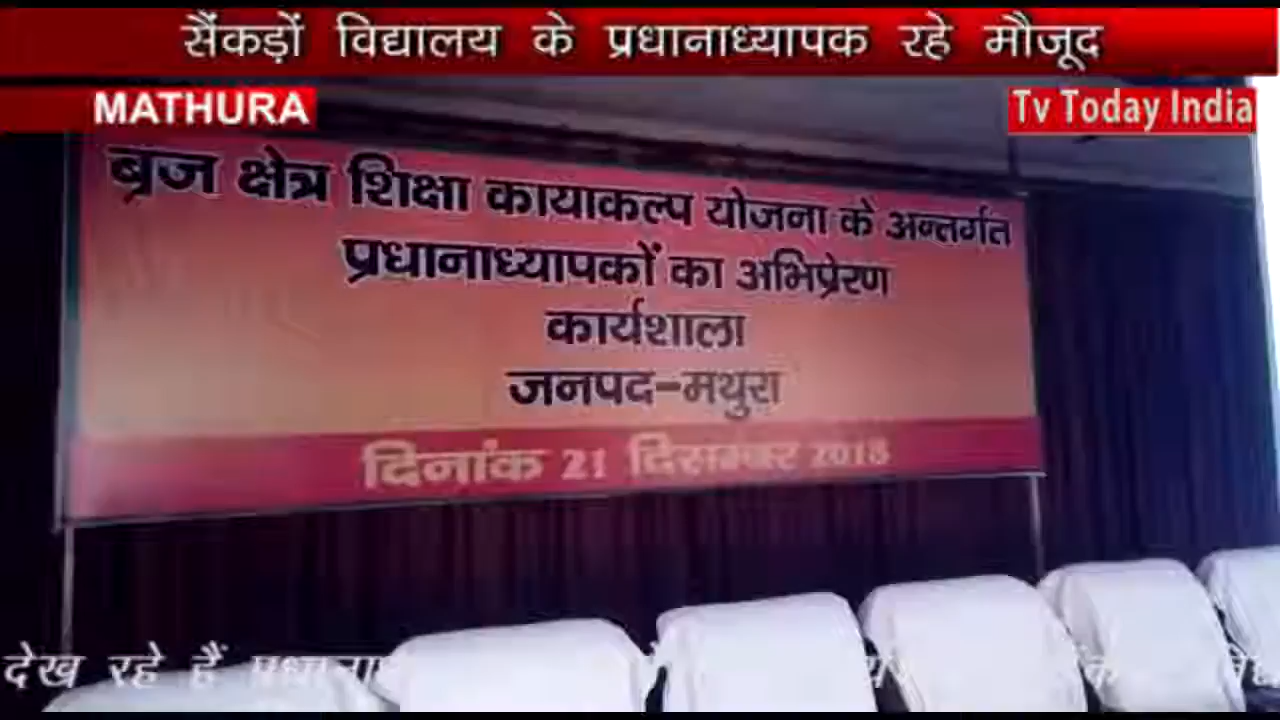 सैंकड़ों विद्यालय के प्रधानाध्यापक रहे मौजूद
MATHURA
Tv Today India
ब्रज क्षेत्र शिक्षा कायाकल्प योजना के अन्तर्गत
प्रधानाध्यापकों का अभिप्रेरण
कार्यशाला
जनपद-मथुरा
दिनांक 21 दिसम्बर 2018
देख रहे हैं